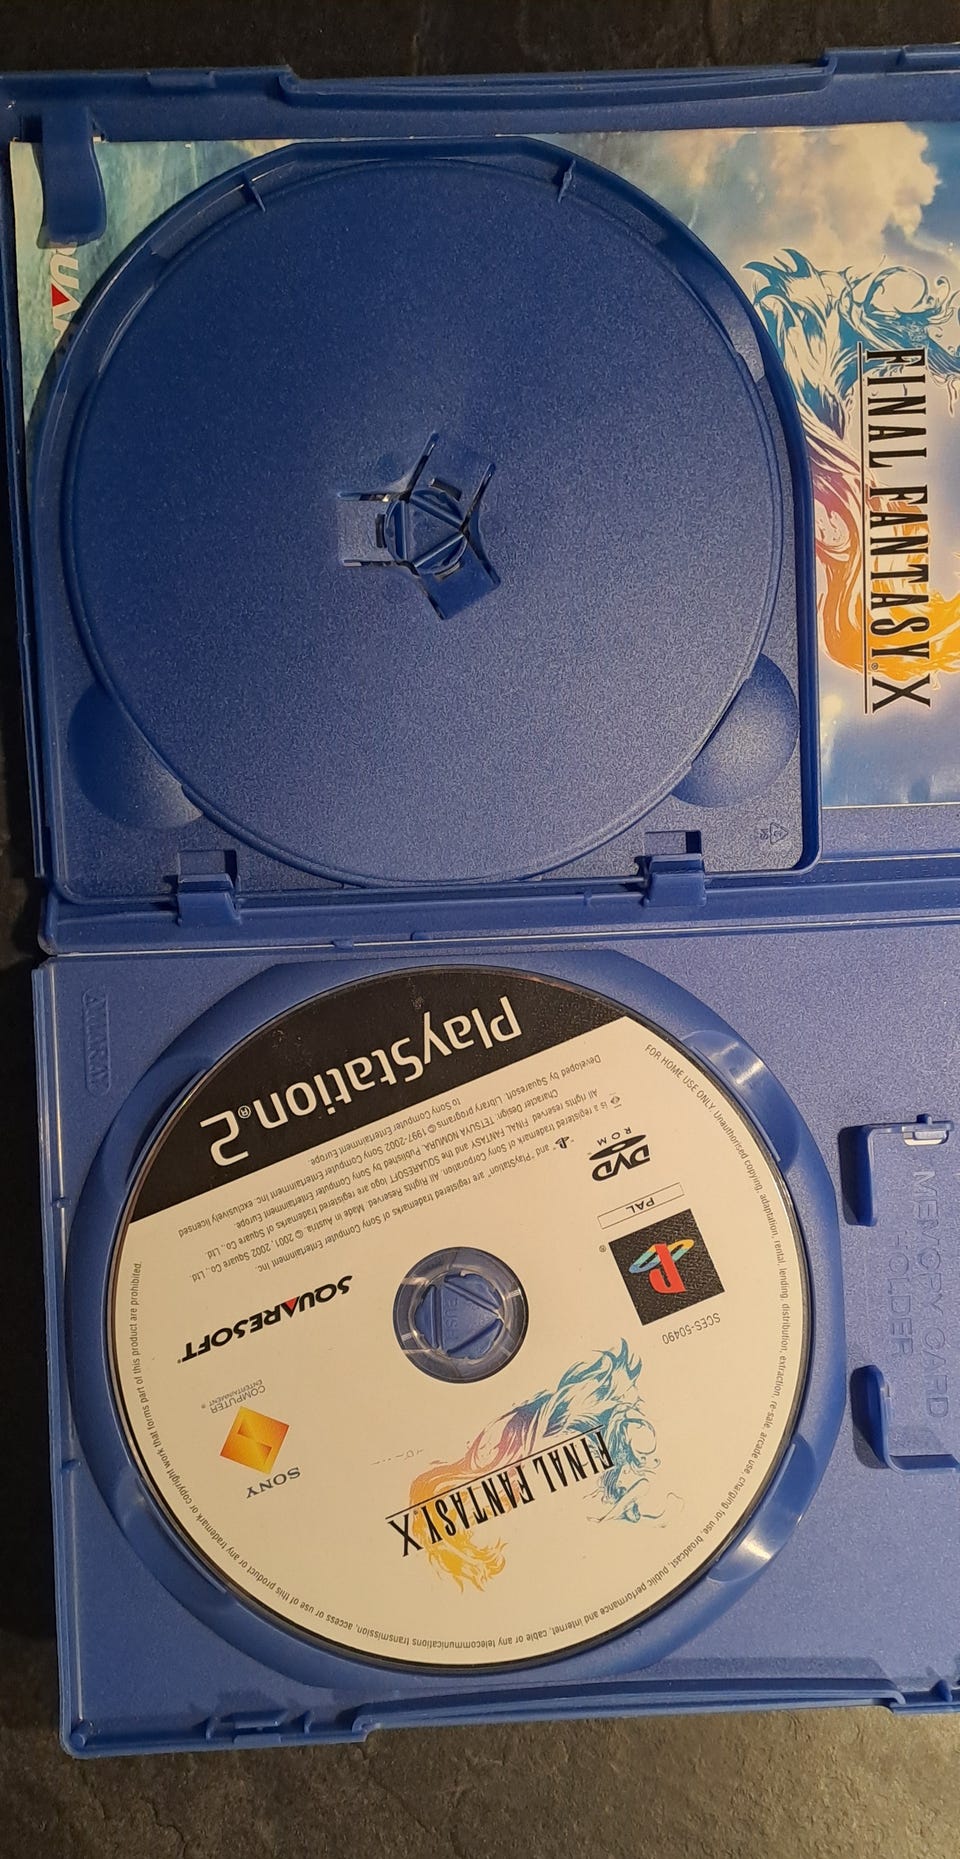 QUA
FINAL FANTASY® X
AMARAY
PlayStation®2
Developed by Squaresoft. Library programs © 1997-2002 Sony Computer Entertainment Inc. exclusively licensed
to Sony Computer Entertainment Europe.
Character Design: TETSUYA NOMURA. Published by Sony Computer Entertainment Europe.
FINAL FANTASY and the SQUARESOFT logo are registered trademarks of Square Co., Ltd.
All rights reserved. Made in Austria. © 2001, 2002 Square Co., Ltd
and "PlayStation" are registered trademarks of Sony Computer Entertainment Inc.
is a registered trademark of Sony Corporation. All Rights Reserved.
FOR HOME USE ONLY. Unauthorised copying, adaptation, rental, lending, distribution, extraction, re-sale, arcade use, charging for use, broadcast, public performance and internet, cable or any telecommunications transmission, access or use of this product or any trademark or copyright work that forms part of this product are prohibited.
DVD
ROM
PAL
®
SCES-50490
SQUARESOFT®
COMPUTER
ENTERTAINMENT®
SONY
FINAL FANTASY® X
MEMORY CARD
HOLDER